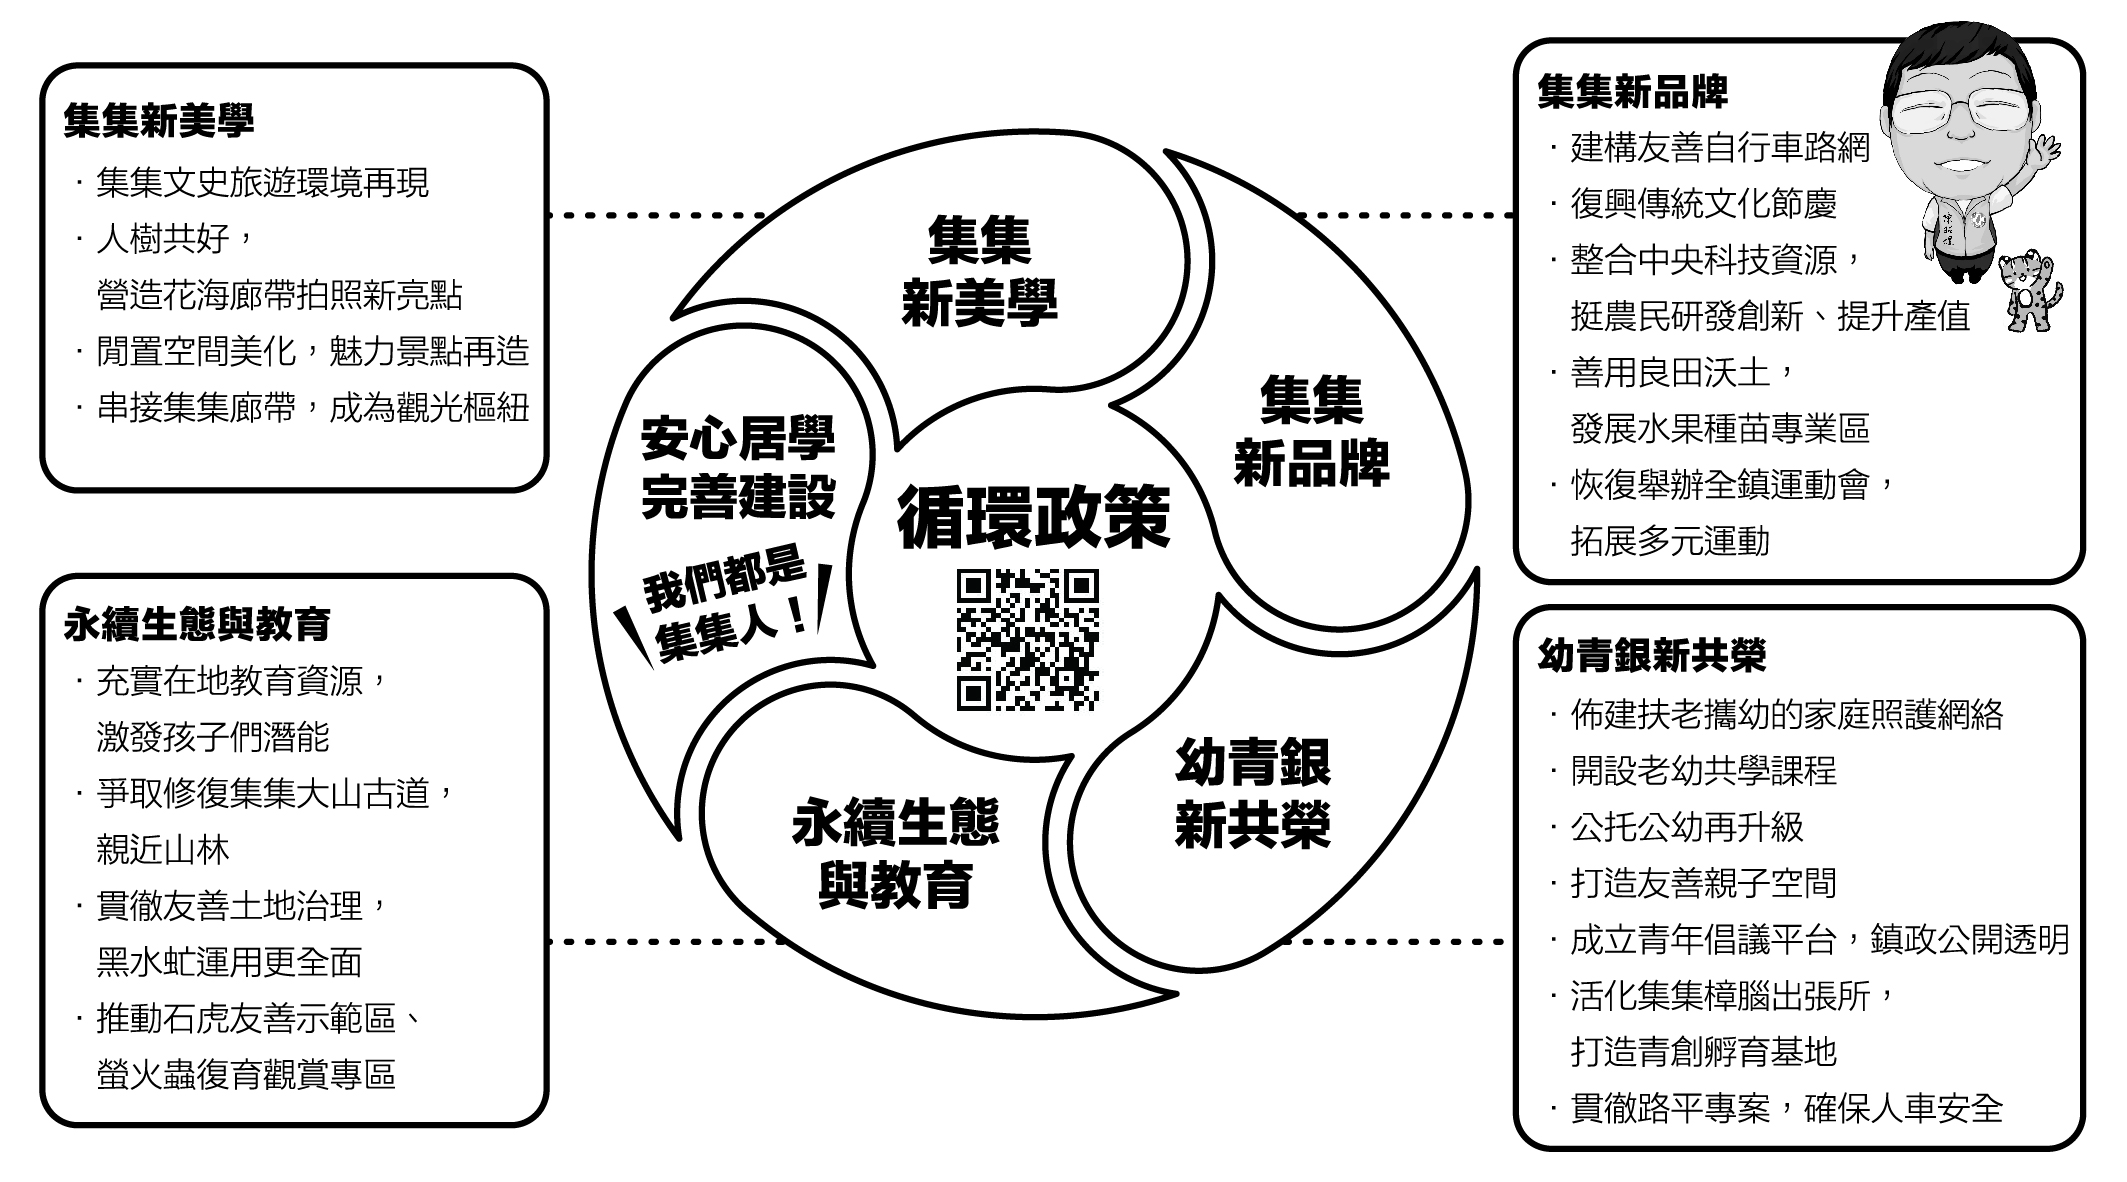 集集新美學
· 集集文史旅遊環境再現
· 人樹共好，
營造花海廊帶拍照新亮點
· 閒置空間美化，魅力景點再造
· 串接集集廊帶，成為觀光樞紐
永續生態與教育
· 充實在地教育資源，
激發孩子們潛能
· 爭取修復集集大山古道，
親近山林
· 貫徹友善土地治理，
黑水虻運用更全面
· 推動石虎友善示範區、
螢火蟲復育觀賞專區
集集
新美學
集集
新品牌
安心居學
完善建設
我們都是
集集人！
循環政策
幼青銀
新共榮
永續生態
與教育
集集新品牌
· 建構友善自行車路網
· 復興傳統文化節慶
· 整合中央科技資源，
挺農民研發創新、提升產值
· 善用良田沃土，
發展水果種苗專業區
· 恢復舉辦全鎮運動會，
拓展多元運動
幼青銀新共榮
· 佈建扶老攜幼的家庭照護網絡
· 開設老幼共學課程
· 公托公幼再升級
· 打造友善親子空間
· 成立青年倡議平台，鎮政公開透明
· 活化集集樟腦出張所，
打造青創孵育基地
· 貫徹路平專案，確保人車安全